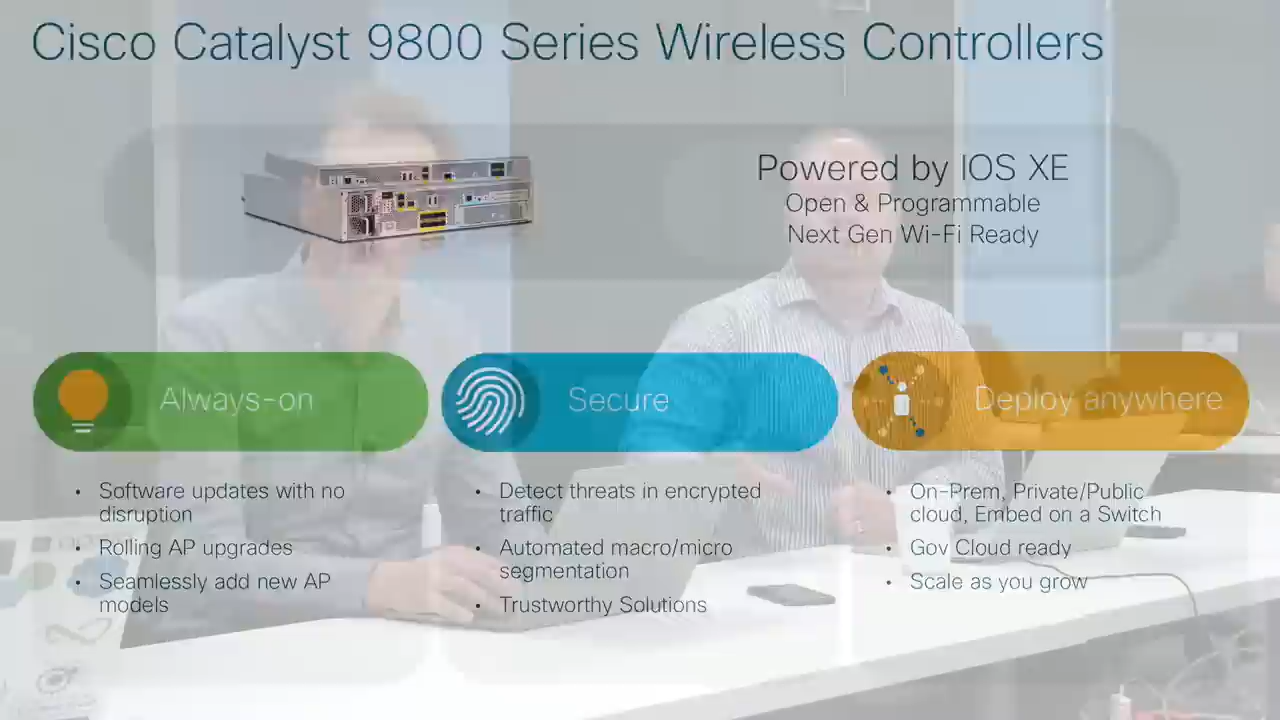 Cisco Catalyst 9800 Series Wireless Controllers
Powered by IOS XE
Open & Programmable
Next Gen Wi-Fi Ready
Always-on
Secure
Deploy anywhere
• Software updates with no
disruption
• Rolling AP upgrades
• Seamlessly add new AP
models
• Detect threats in encrypted
traffic
• Automated macro/micro
segmentation
• Trustworthy Solutions
• On-Prem, Private/Public
cloud, Embed on a Switch
• Gov Cloud ready
• Scale as you grow